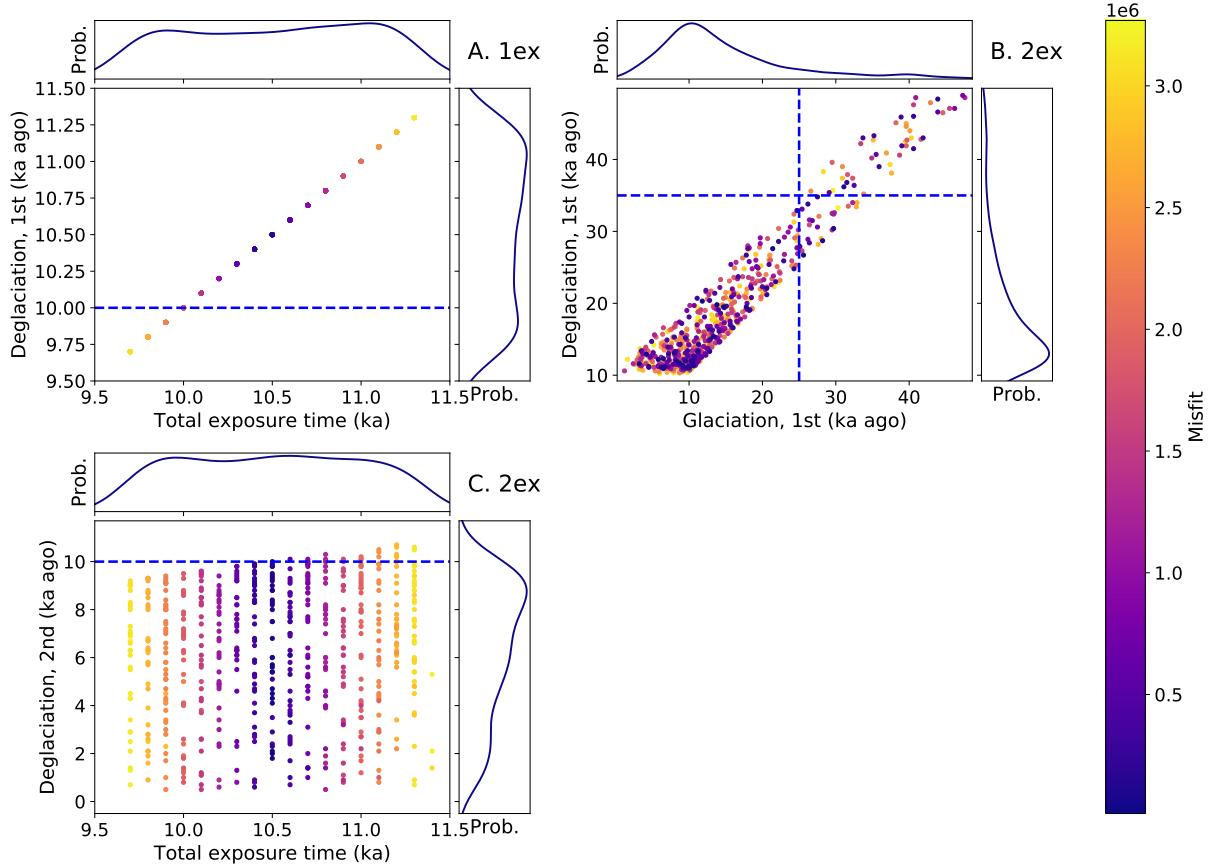 1e6
Prob.
A. 1ex
Prob.
B. 2ex
11.50
11.25
11.00
10.75
10.50
10.25
10.00
9.75
9.50
Deglaciation, 1st (ka ago)
9.5 10.0 10.5 11.0 11.5
Prob.
Total exposure time (ka)
40
30
20
10
Deglaciation, 1st (ka ago)
10 20 30 40
Prob.
Glaciation, 1st (ka ago)
3.0
2.5
2.0
1.5
1.0
0.5
Misfit
Prob.
C. 2ex
10
8
6
4
2
0
Deglaciation, 2nd (ka ago)
9.5 10.0 10.5 11.0 11.5
Prob.
Total exposure time (ka)